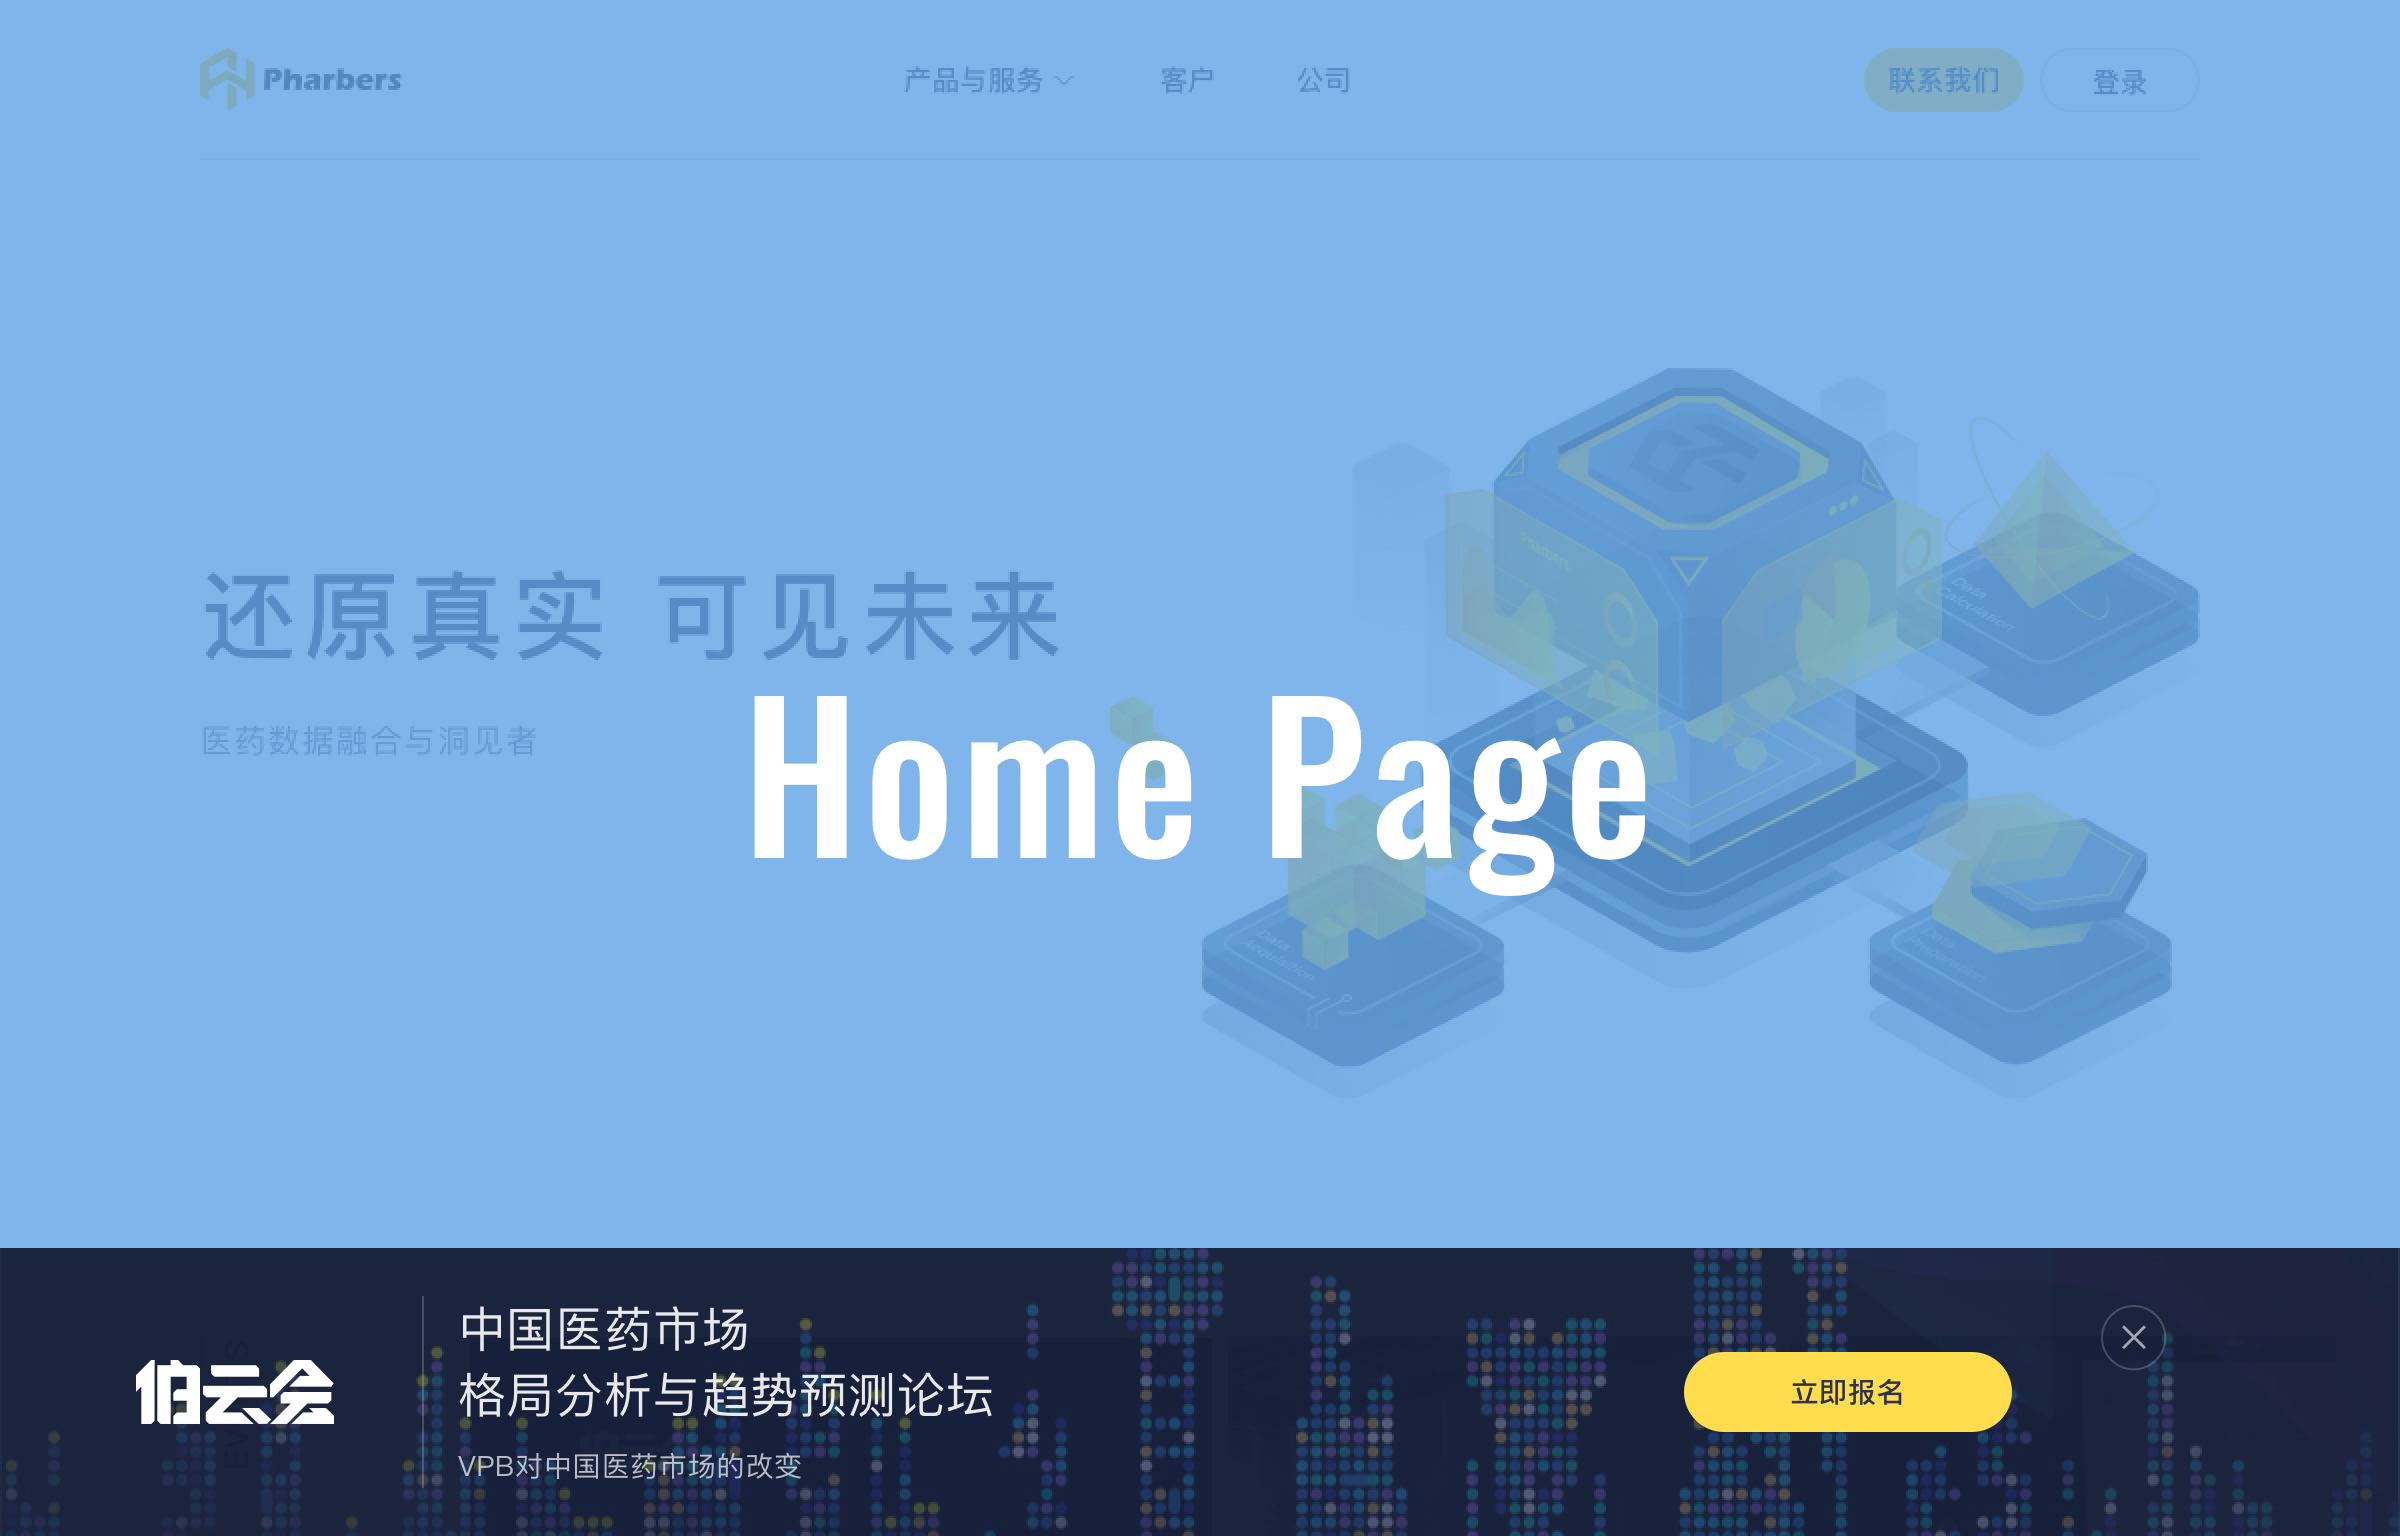 Pharbers
产品与服务
客户
公司
联系我们
登录
还原真实 可见未来
医药数据融合与洞见者
Home Page
Pharbers
Data
Calculation
Data
Acquisition
Data
Preparation
伯云会
中国医药市场
格局分析与趋势预测论坛
VPB对中国医药市场的改变
立即报名